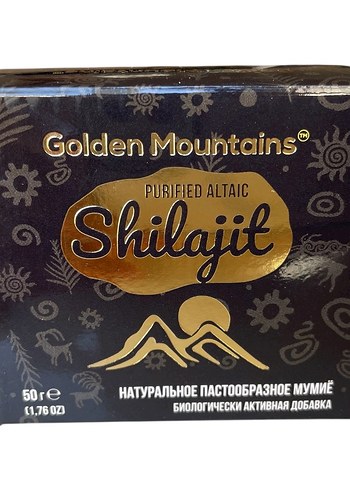 Golden Mountains™
PURIFIED ALTAIC
Shilajit
50 г ℮
(1,76 OZ)
НАТУРАЛЬНОЕ ПАСТООБРАЗНОЕ МУМИЁ
БИОЛОГИЧЕСКИ АКТИВНАЯ ДОБАВКА